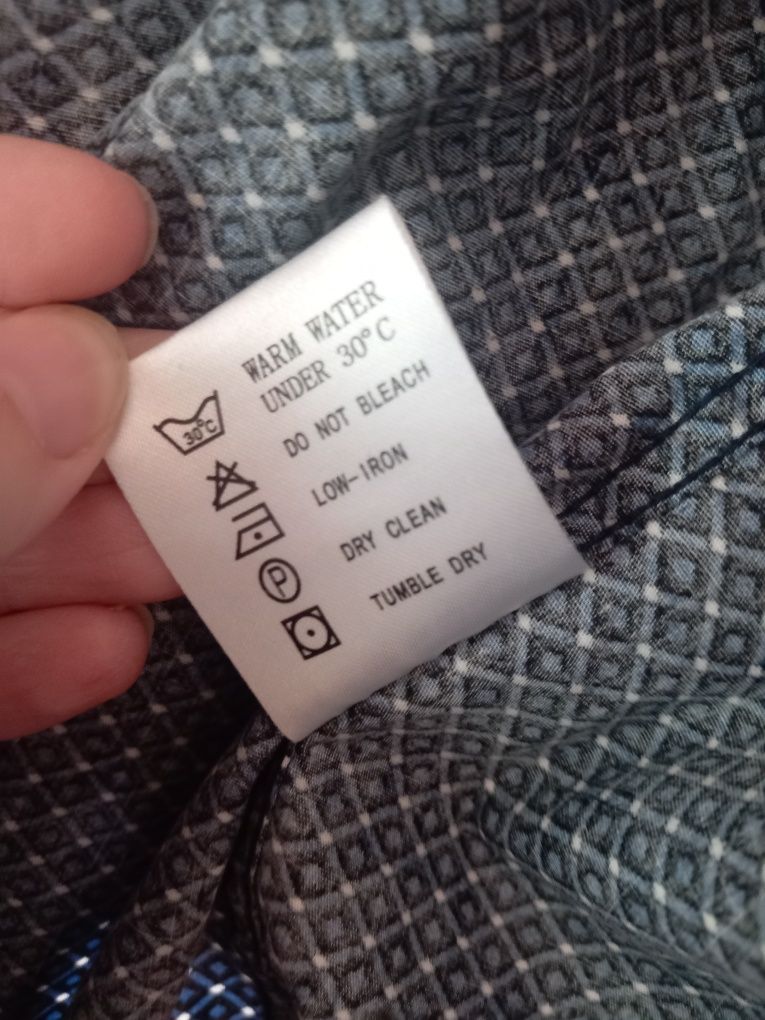 WARM WATER
UNDER 30°C
30°C
DO NOT BLEACH
LOW-IRON
P DRY CLEAN
TUMBLE DRY